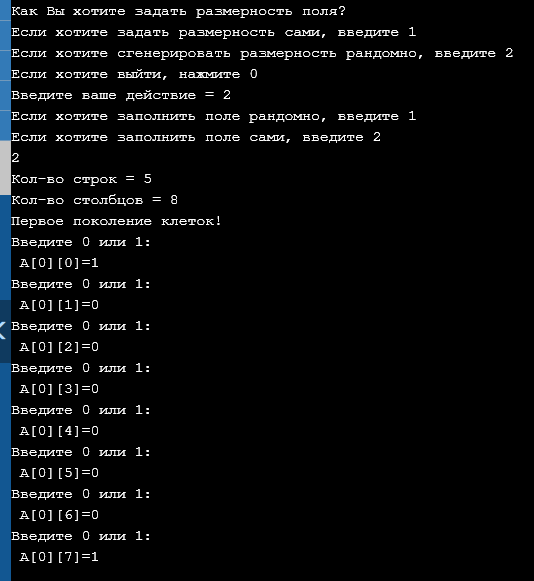 Как Вы хотите задать размерность поля?
Если хотите задать размерность сами, введите 1
Если хотите сгенерировать размерность рандомно, введите 2
Если хотите выйти, нажмите 0
Введите ваше действие = 2
Если хотите заполнить поле рандомно, введите 1
Если хотите заполнить поле сами, введите 2
2
Кол-во строк = 5
Кол-во столбцов = 8
Первое поколение клеток!
Введите 0 или 1:
A[0][0]=1
Введите 0 или 1:
A[0][1]=0
Введите 0 или 1:
A[0][2]=0
Введите 0 или 1:
A[0][3]=0
Введите 0 или 1:
A[0][4]=0
Введите 0 или 1:
A[0][5]=0
Введите 0 или 1:
A[0][6]=0
Введите 0 или 1:
A[0][7]=1